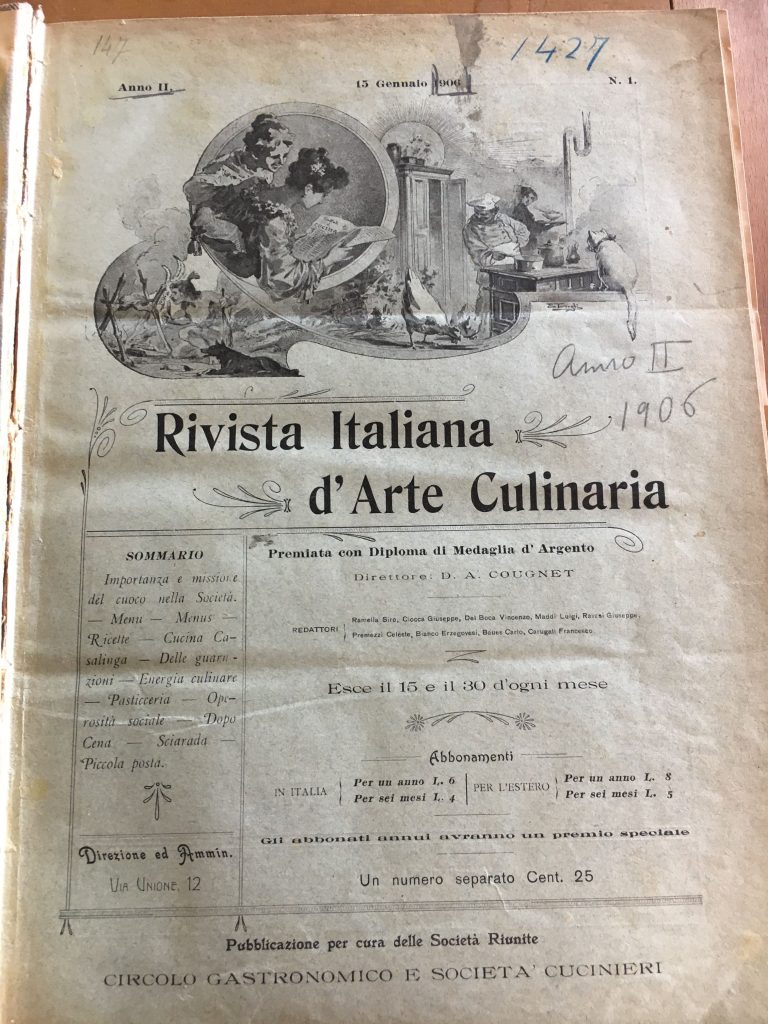 147
1427
Anno II. 15 Gennaio 1906 N. 1.
Anno II
1906
Rivista Italiana
d'Arte Culinaria
SOMMARIO
Importanza e missione
del cuoco nella Società.
— Menu — Menus —
Ricette — Cucina Ca-
salinga — Delle guarni-
zioni — Energia culinare
— Pasticceria — Ope-
rosità sociale — Dopo
Cena — Sciarada —
Piccola posta.
Direzione ed Ammin.
VIA UNIONE, 12
Premiata con Diploma di Medaglia d'Argento
Direttore: D. A. COUGNET
REDATTORI
Ramella Siro, Ciocca Giuseppe, Del Boca Vincenzo, Maddi Luigi, Ravasi Giuseppe,
Premezzi Celeste, Bianco Erzegovesi, Boues Carlo, Carugati Francesco
Esce il 15 e il 30 d'ogni mese
Abbonamenti
IN ITALIA
Per un anno L. 6
Per sei mesi L. 4
PER L'ESTERO
Per un anno L. 8
Per sei mesi L. 5
Gli abbonati annui avranno un premio speciale
Un numero separato Cent. 25
Pubblicazione per cura delle Società Riunite
CIRCOLO GASTRONOMICO E SOCIETA' CUCINIERI